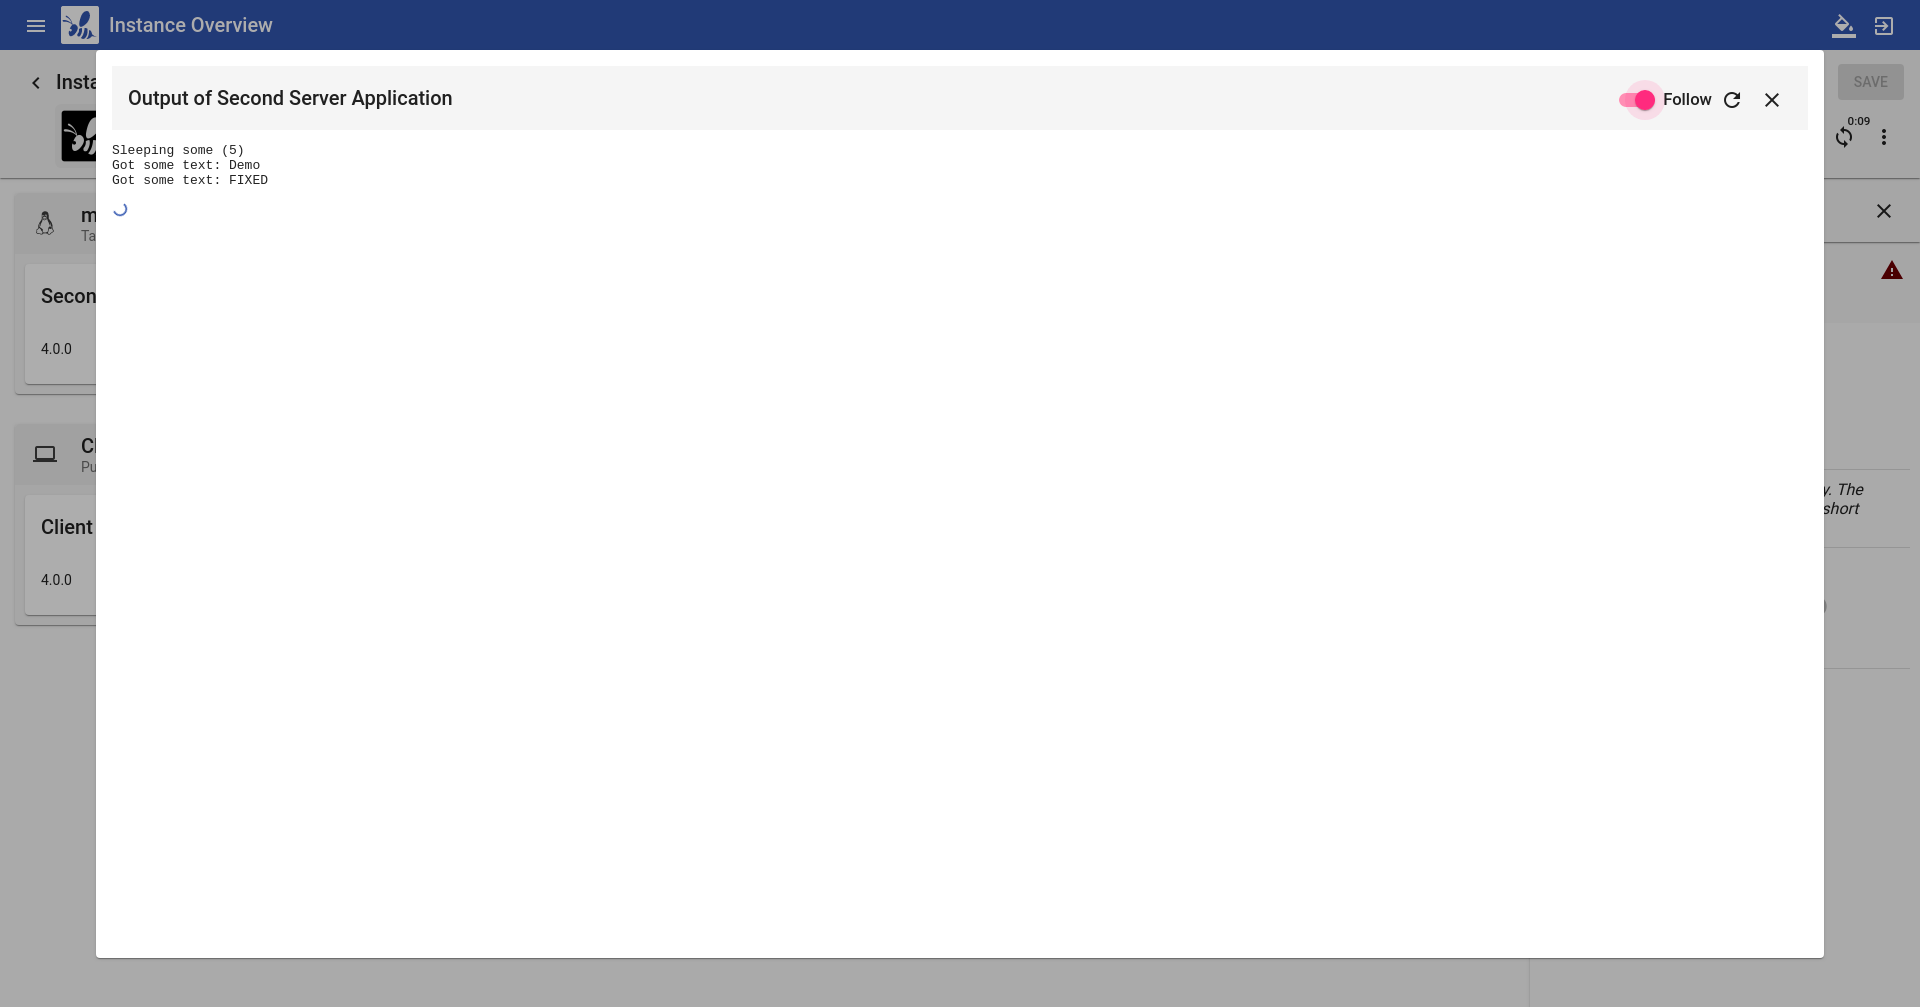 Instance Overview
Insta
SAVE
Output of Second Server Application
Follow
0:09
Sleeping some (5)
Got some text: Demo
Got some text: FIXED
m
Ta
Secon
4.0.0
Cl
Pu
y. The
short
Client
4.0.0